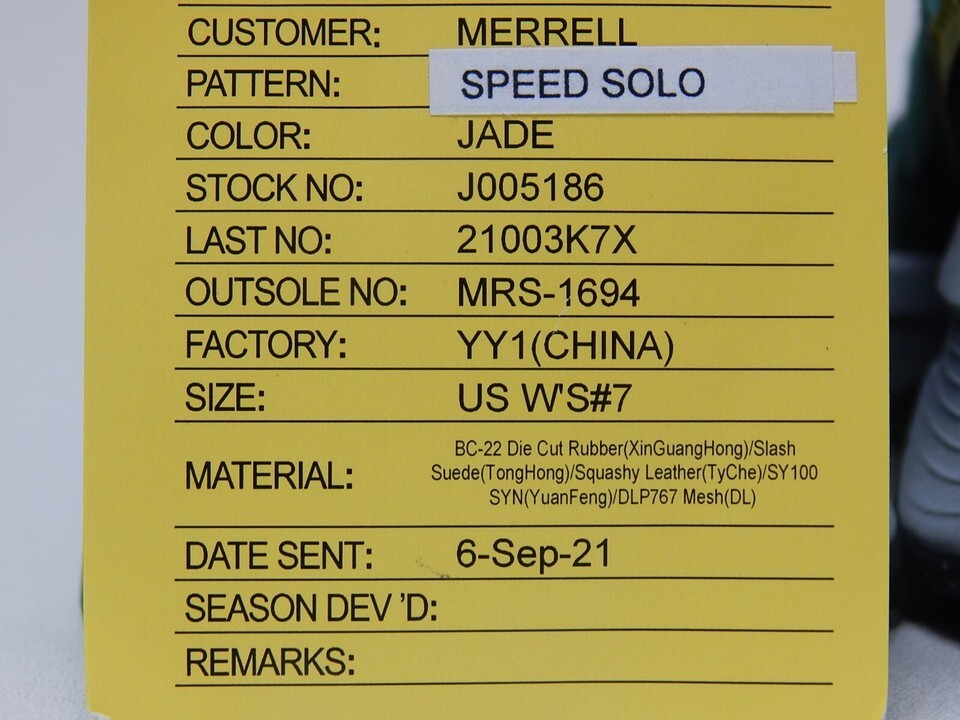 CUSTOMER: MERRELL
PATTERN: SPEED SOLO
COLOR: JADE
STOCK NO: J005186
LAST NO: 21003K7X
OUTSOLE NO: MRS-1694
FACTORY: YY1(CHINA)
SIZE: US W'S#7
MATERIAL: BC-22 Die Cut Rubber(XinGuangHong)/Slash
Suede(TongHong)/Squashy Leather(TyChe)/SY100
SYN(YuanFeng)/DLP767 Mesh(DL)
DATE SENT: 6-Sep-21
SEASON DEV 'D:
REMARKS: